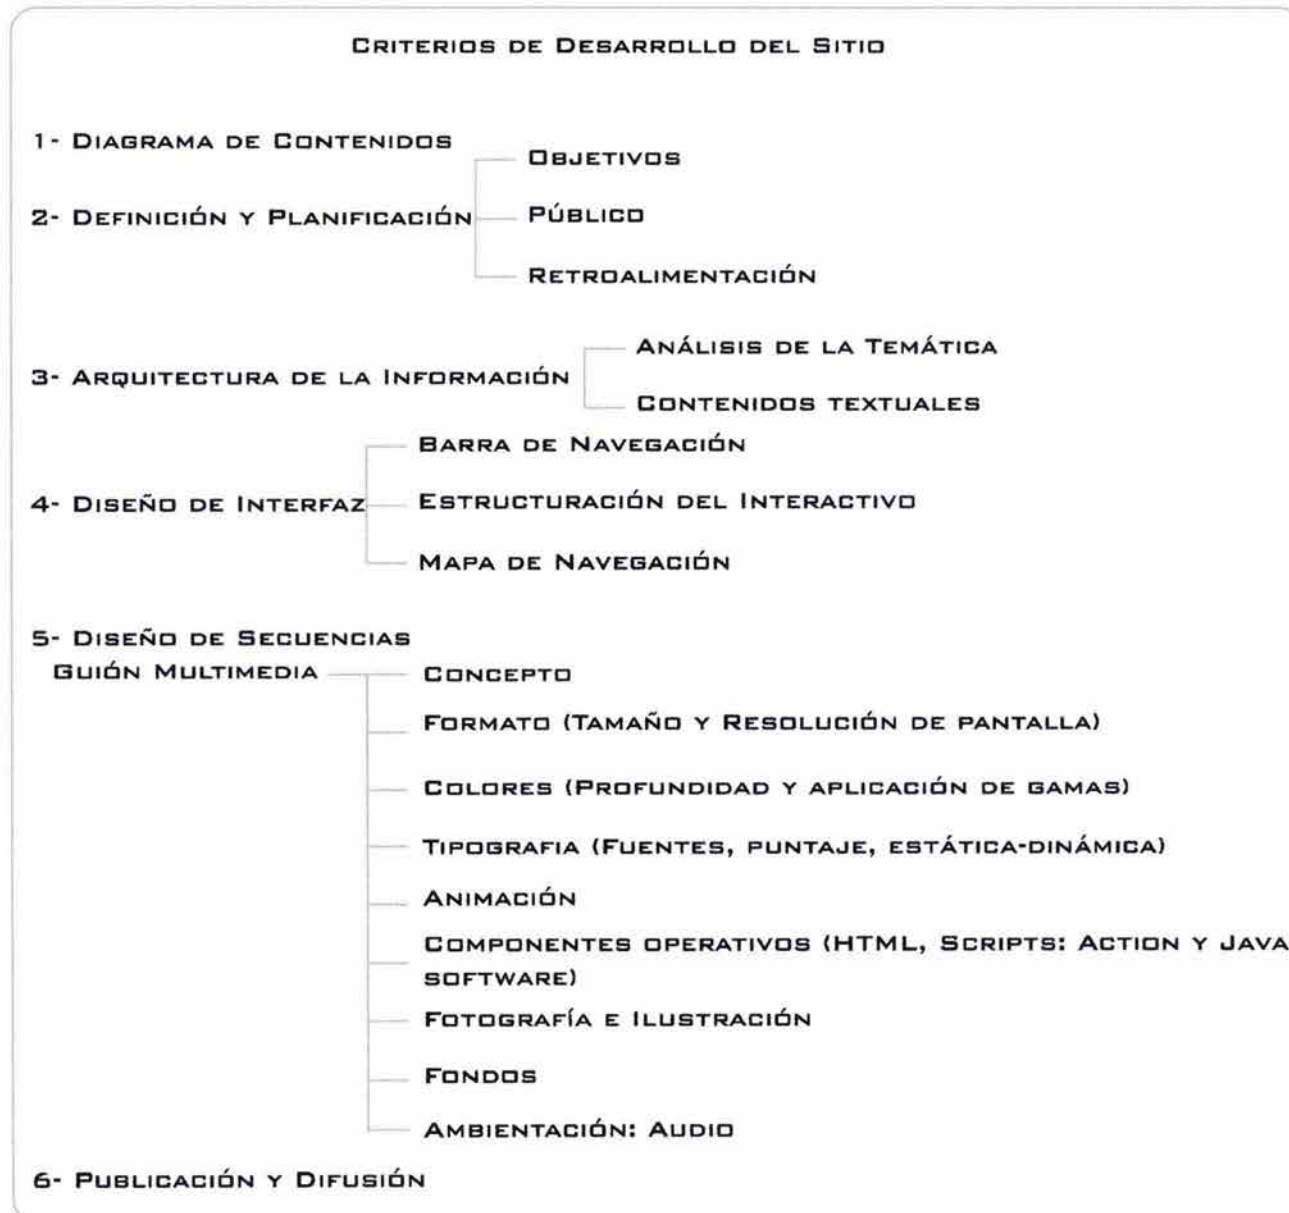 Criterios de Desarrollo del Sitio
1- Diagrama de Contenidos
Objetivos
2- Definición y Planificación
Público
Retroalimentación
Análisis de la Temática
3- Arquitectura de la Información
Contenidos textuales
Barra de Navegación
4- Diseño de Interfaz
Estructuración del Interactivo
Mapa de Navegación
5- Diseño de Secuencias
Guión Multimedia
Concepto
Formato (Tamaño y Resolución de pantalla)
Colores (Profundidad y aplicación de gamas)
Tipografia (Fuentes, puntaje, estática-dinámica)
Animación
Componentes operativos (HTML, Scripts: Action y Java
software)
Fotografía e Ilustración
Fondos
Ambientación: Audio
6- Publicación y Difusión